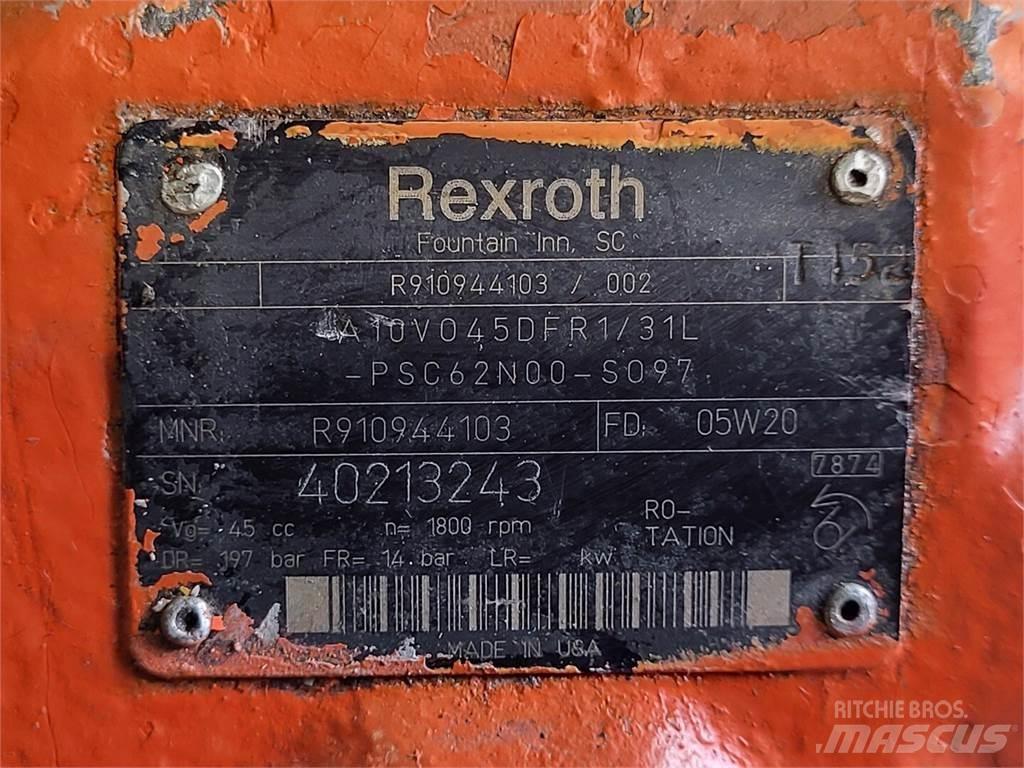 Rexroth
Fountain Inn, SC
R910944103 / 002
A10VO45DFR1/31L
-PSC62N00-S097
MNR: R910944103 FD: 05W20
SN: 40213243
7874
Vg= 45 cc n= 1800 rpm
RO-
TATION
DP= 197 bar FR= 14 bar LR= kw
MADE IN USA
RITCHIE BROS.
MASCUS